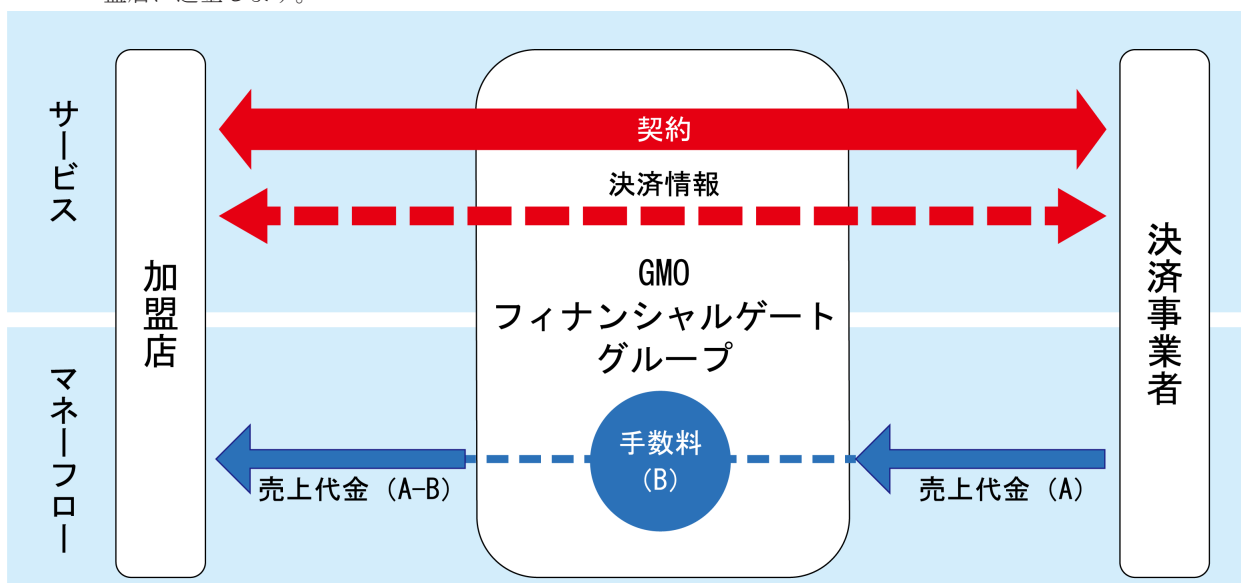 サービス
契約
決済情報
加盟店
GMO
フィナンシャルゲート
グループ
決済事業者
マネーフロー
手数料
(B)
売上代金 (A-B)
売上代金 (A)